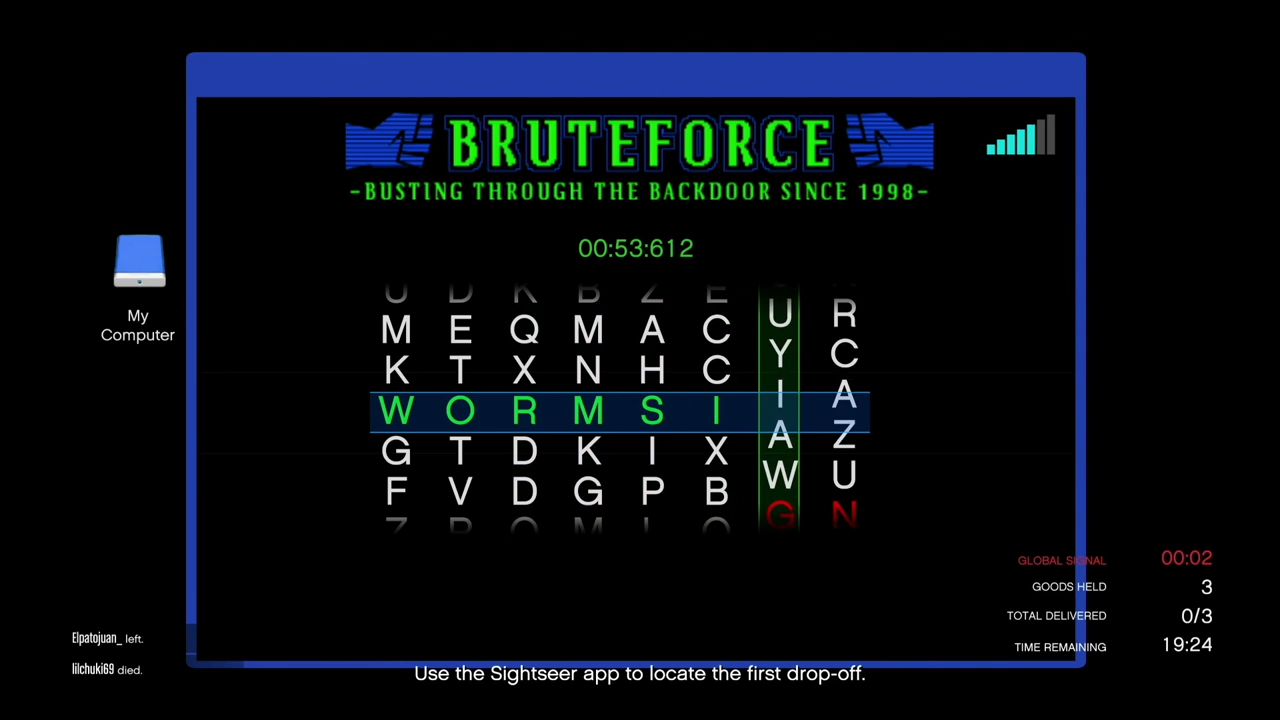 BRUTEFORCE
-BUSTING THROUGH THE BACKDOOR SINCE 1998-
00:53:612
My
Computer
U D K B Z E
M E Q M A C U R
K T X N H C Y C
W O R M S I I A
G T D K I X A Z
F V D G P B W U
G N
GLOBAL SIGNAL 00:02
GOODS HELD 3
TOTAL DELIVERED 0/3
TIME REMAINING 19:24
Elpatojuan_ left.
lilchuki69 died.
Use the Sightseer app to locate the first drop-off.